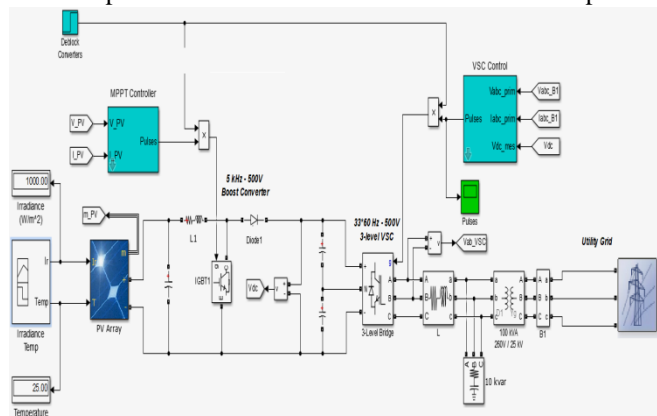 Deblock
Converters
VSC Control
MPPT Controller
Vabc_prim
Vabc_B1
V_PV
V_PV
Pulses
Iabc_prim
Iabc_B1
Pulses
I_PV
V_PV
Vdc_mes
Vdc
x
x
5 kHz - 500V
Boost Converter
1000.00
Irradiance
(W/m^2)
m_PV
33*60 Hz - 500V
3-level VSC
Pulses
L1
Diode1
Vab_VSC
Utility Grid
Ir
m
IGBT1
Vdc
v
v
g
A
B
C
N
Temp
PV Array
3-Level Bridge
L
100 kVA
260V / 25 kV
B1
Irradiance
Temp
10 kvar
25.00
Temperature